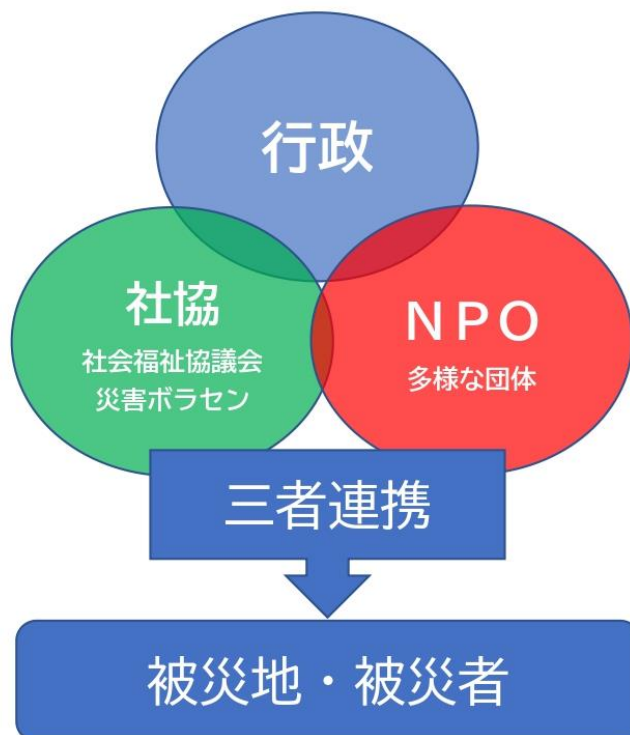 行政
社協
社会福祉協議会
災害ボラセン
ＮＰＯ
多様な団体
三者連携
被災地・被災者